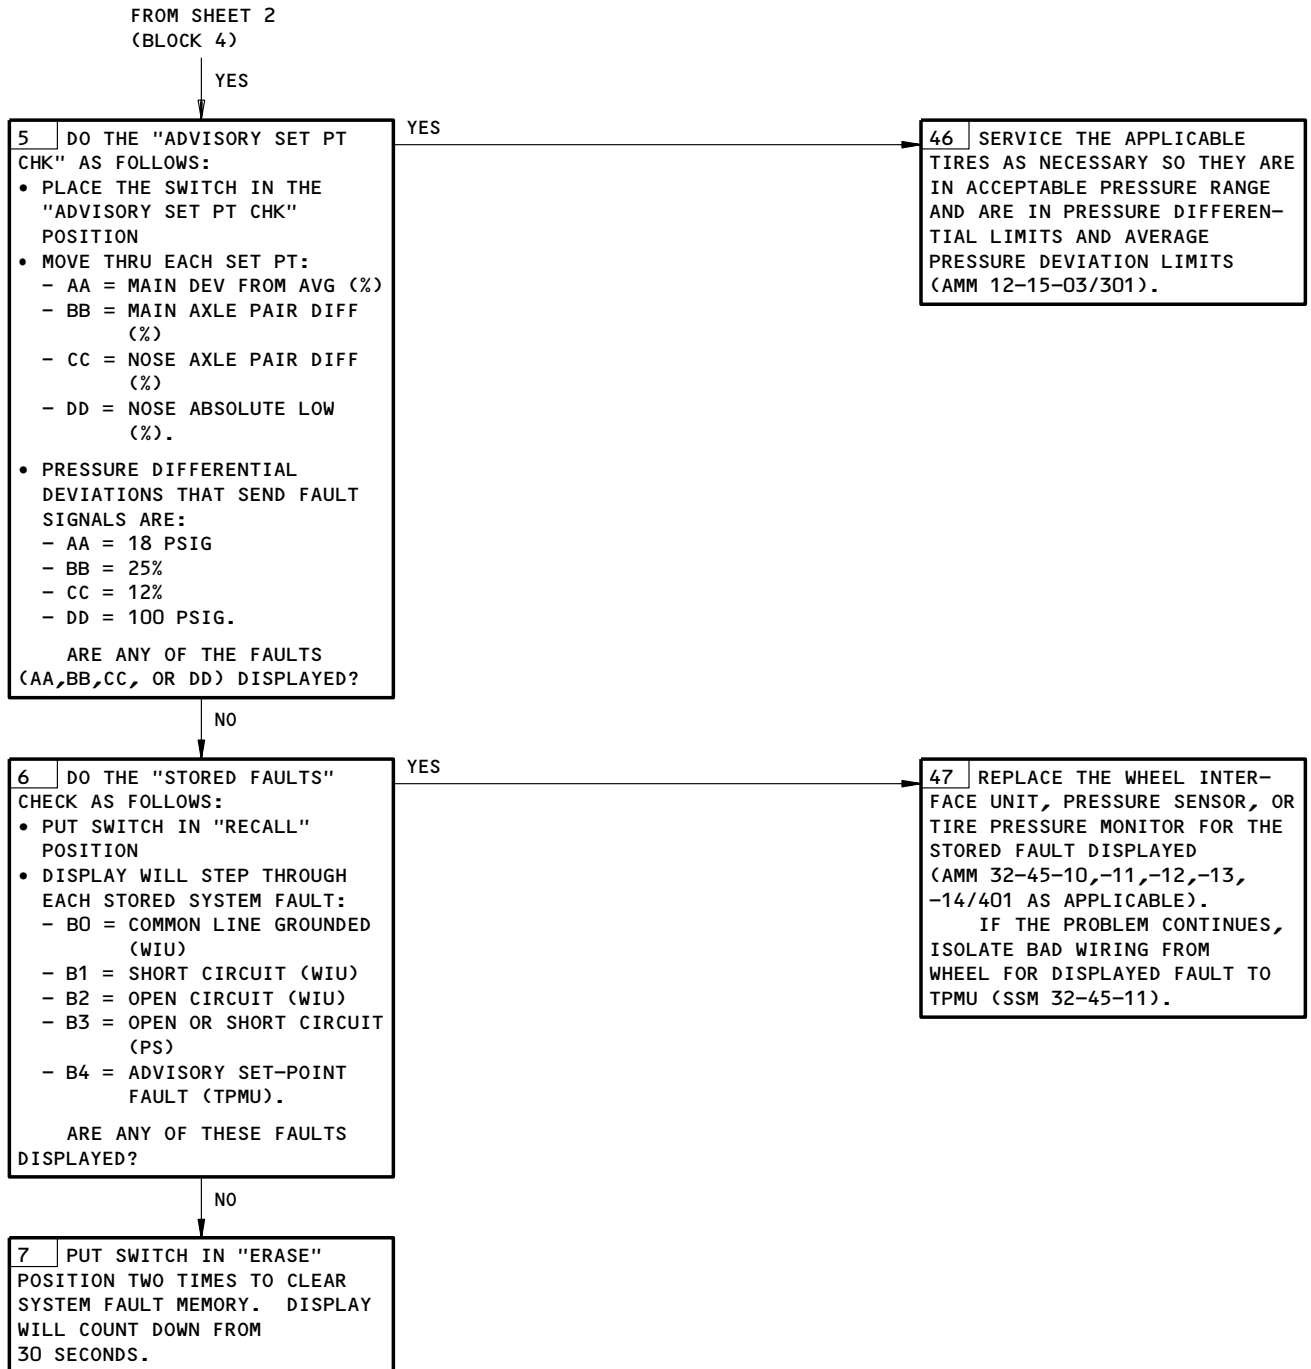 FROM SHEET 2
(BLOCK 4)
YES
5 DO THE "ADVISORY SET PT
CHK" AS FOLLOWS:
• PLACE THE SWITCH IN THE
"ADVISORY SET PT CHK"
POSITION
• MOVE THRU EACH SET PT:
– AA = MAIN DEV FROM AVG (%)
– BB = MAIN AXLE PAIR DIFF
(%)
– CC = NOSE AXLE PAIR DIFF
(%)
– DD = NOSE ABSOLUTE LOW
(%).
• PRESSURE DIFFERENTIAL
DEVIATIONS THAT SEND FAULT
SIGNALS ARE:
– AA = 18 PSIG
– BB = 25%
– CC = 12%
– DD = 100 PSIG.
ARE ANY OF THE FAULTS
(AA,BB,CC, OR DD) DISPLAYED?
YES
46 SERVICE THE APPLICABLE
TIRES AS NECESSARY SO THEY ARE
IN ACCEPTABLE PRESSURE RANGE
AND ARE IN PRESSURE DIFFEREN–
TIAL LIMITS AND AVERAGE
PRESSURE DEVIATION LIMITS
(AMM 12–15–03/301).
NO
6 DO THE "STORED FAULTS"
CHECK AS FOLLOWS:
• PUT SWITCH IN "RECALL"
POSITION
• DISPLAY WILL STEP THROUGH
EACH STORED SYSTEM FAULT:
– B0 = COMMON LINE GROUNDED
(WIU)
– B1 = SHORT CIRCUIT (WIU)
– B2 = OPEN CIRCUIT (WIU)
– B3 = OPEN OR SHORT CIRCUIT
(PS)
– B4 = ADVISORY SET–POINT
FAULT (TPMU).
ARE ANY OF THESE FAULTS
DISPLAYED?
YES
47 REPLACE THE WHEEL INTER–
FACE UNIT, PRESSURE SENSOR, OR
TIRE PRESSURE MONITOR FOR THE
STORED FAULT DISPLAYED
(AMM 32–45–10,–11,–12,–13,
–14/401 AS APPLICABLE).
IF THE PROBLEM CONTINUES,
ISOLATE BAD WIRING FROM
WHEEL FOR DISPLAYED FAULT TO
TPMU (SSM 32–45–11).
NO
7 PUT SWITCH IN "ERASE"
POSITION TWO TIMES TO CLEAR
SYSTEM FAULT MEMORY. DISPLAY
WILL COUNT DOWN FROM
30 SECONDS.